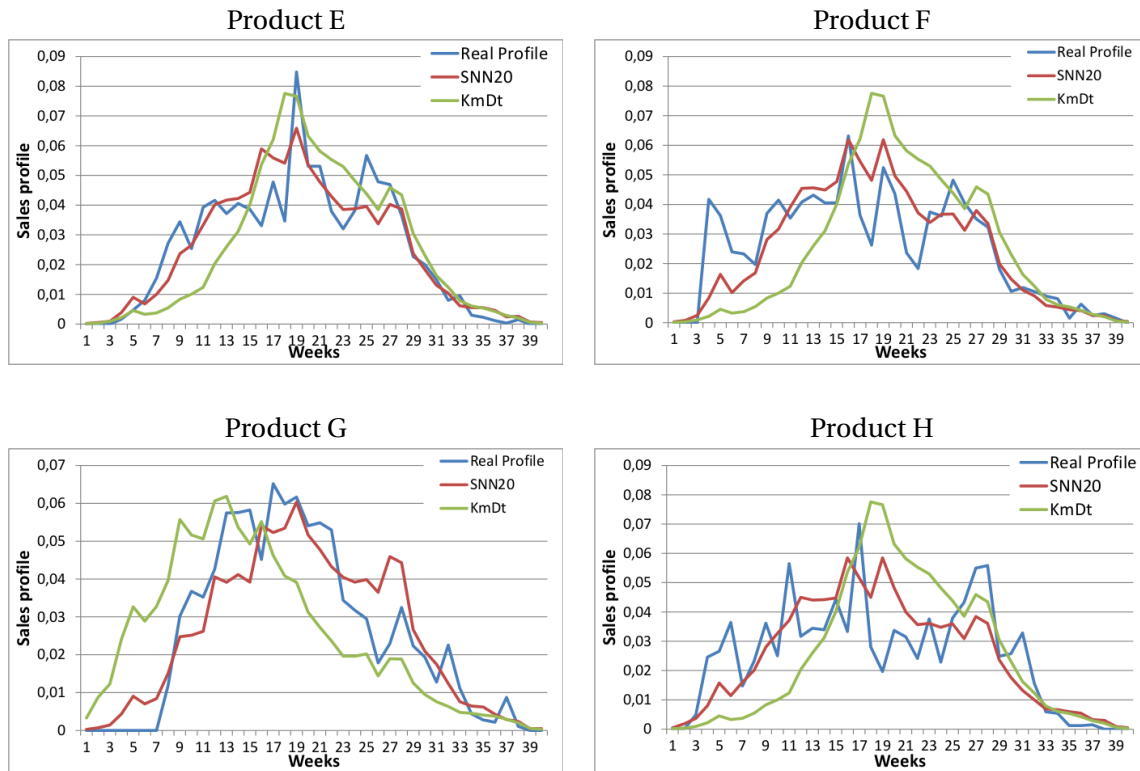 Product E
Sales profile
0,09
0,08
0,07
0,06
0,05
0,04
0,03
0,02
0,01
0
Real Profile
SNN20
KmDt
1 3 5 7 9 11 13 15 17 19 21 23 25 27 29 31 33 35 37 39
Weeks
Product F
Sales profile
0,09
0,08
0,07
0,06
0,05
0,04
0,03
0,02
0,01
0
Real Profile
SNN20
KmDt
1 3 5 7 9 11 13 15 17 19 21 23 25 27 29 31 33 35 37 39
Weeks
Product G
Sales profile
0,07
0,06
0,05
0,04
0,03
0,02
0,01
0
Real Profile
SNN20
KmDt
1 3 5 7 9 11 13 15 17 19 21 23 25 27 29 31 33 35 37 39
Weeks
Product H
Sales profile
0,09
0,08
0,07
0,06
0,05
0,04
0,03
0,02
0,01
0
Real Profile
SNN20
KmDt
1 3 5 7 9 11 13 15 17 19 21 23 25 27 29 31 33 35 37 39
Weeks